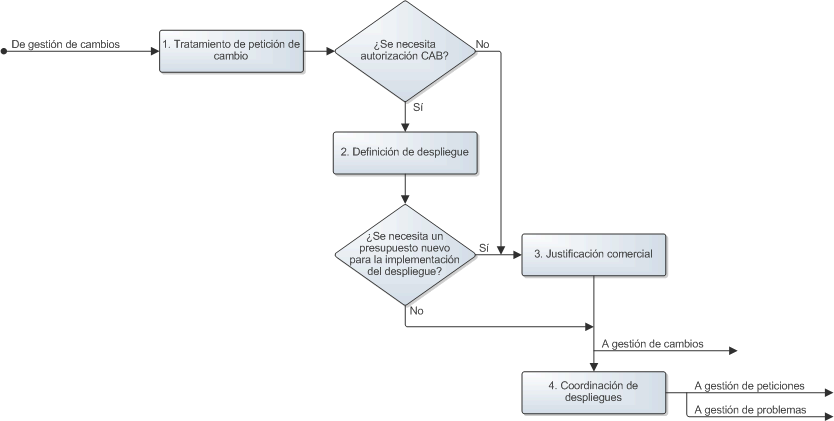 De gestión de cambios
1. Tratamiento de petición de
cambio
¿Se necesita
autorización CAB?
No
Sí
2. Definición de despliegue
¿Se necesita un
presupuesto nuevo
para la implementación
del despliegue?
Sí
3. Justificación comercial
No
A gestión de cambios
4. Coordinación de
despliegues
A gestión de peticiones
A gestión de problemas